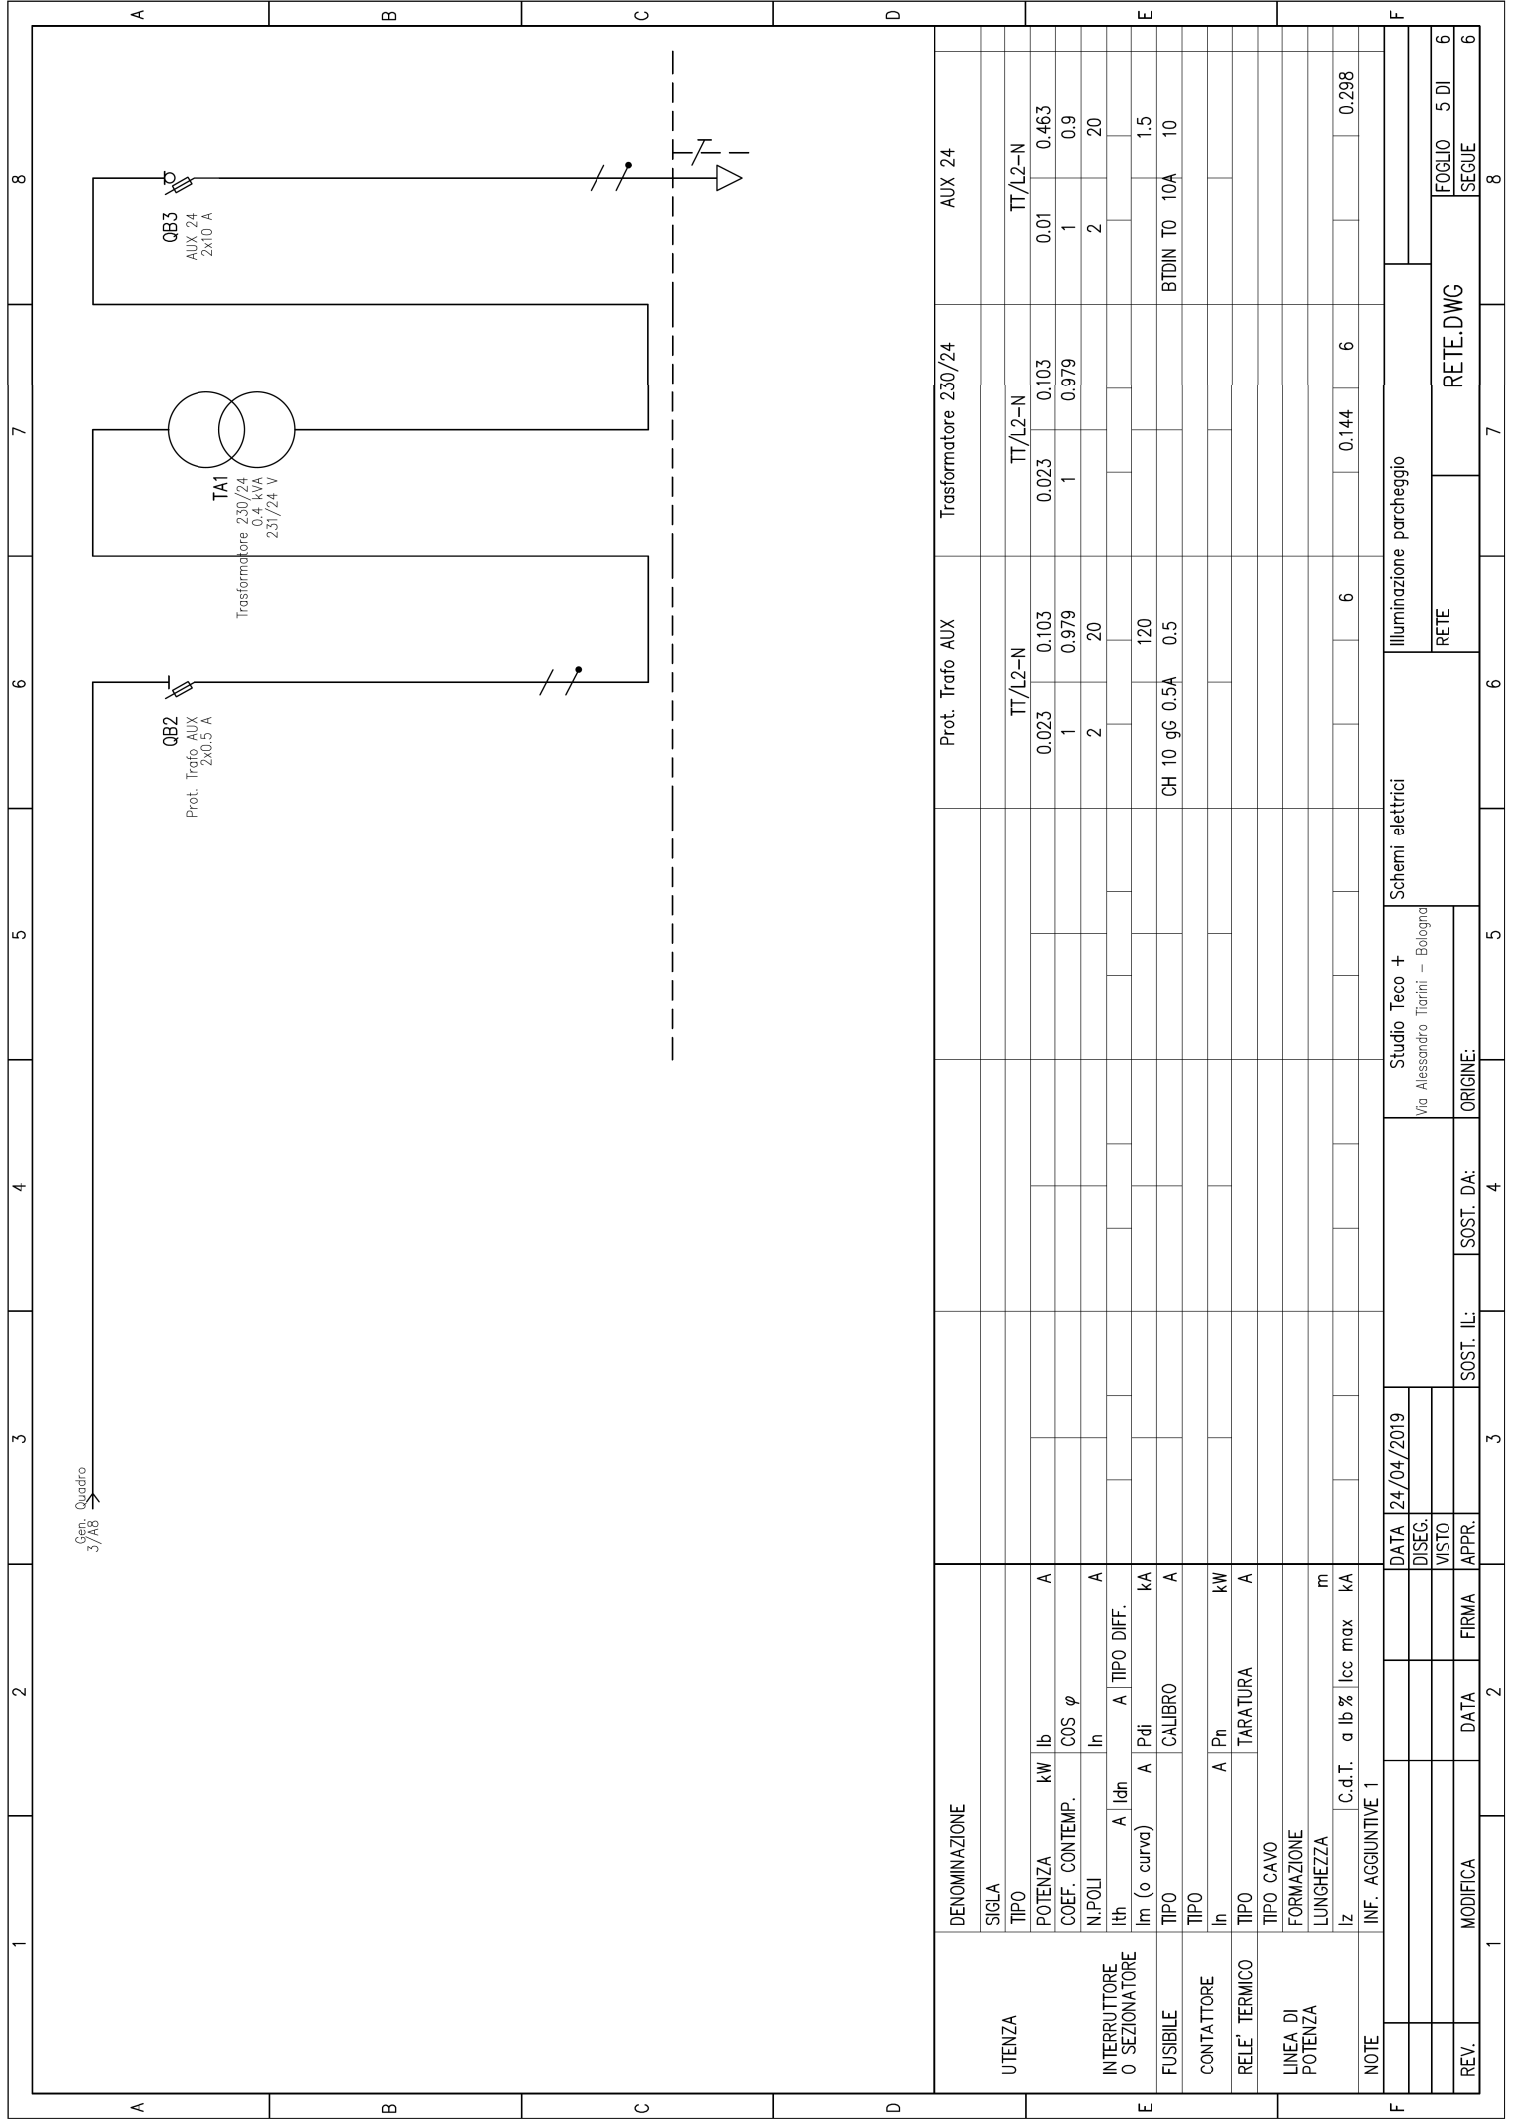 1 2 3 4 5 6 7 8
A
B
C
D
E
F
A
B
C
D
E
F
Gen. Quadro
3/A8
QB2
Prot. Trafo AUX
2x0.5 A
TA1
Trasformatore 230/24
0.4 kVA
231/24 V
QB3
AUX 24
2x10 A
UTENZA
DENOMINAZIONE Prot. Trafo AUX Trasformatore 230/24 AUX 24
SIGLA
TIPO TT/L2-N TT/L2-N TT/L2-N
POTENZA kW Ib A 0.023 0.103 0.023 0.103 0.01 0.463
COEF. CONTEMP. COS φ 1 0.979 1 0.979 1 0.9
INTERRUTTORE
O SEZIONATORE
N.POLI In A 2 20 2 20
Ith A Idn A TIPO DIFF.
Im (o curva) A Pdi kA 120 1.5
FUSIBILE TIPO CALIBRO A CH 10 gG 0.5A 0.5 BTDIN T0 10A 10
CONTATTORE
TIPO
In A Pn kW
RELE' TERMICO TIPO TARATURA A
LINEA DI
POTENZA
TIPO CAVO
FORMAZIONE
LUNGHEZZA m
Iz C.d.T. a Ib% Icc max kA 6 0.144 6 0.298
NOTE INF. AGGIUNTIVE 1
DATA 24/04/2019
DISEG.
VISTO
REV. MODIFICA DATA FIRMA APPR.
SOST. IL: SOST. DA: ORIGINE:
Studio Teco +
Via Alessandro Tiarini - Bologna
Schemi elettrici
Illuminazione parcheggio
RETE
RETE.DWG
FOGLIO 5 DI 6
SEGUE 6
1 2 3 4 5 6 7 8